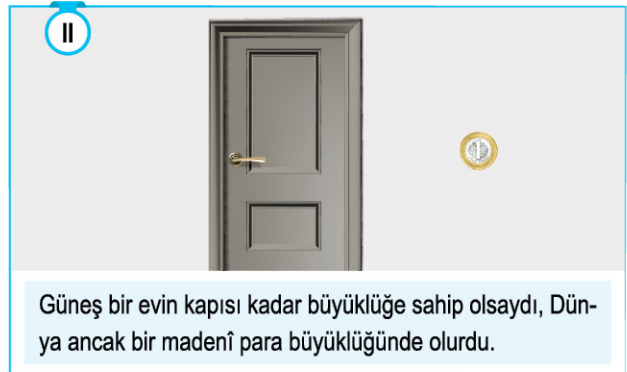 II
Güneş bir evin kapısı kadar büyüklüğe sahip olsaydı, Dün-
ya ancak bir madenî para büyüklüğünde olurdu.